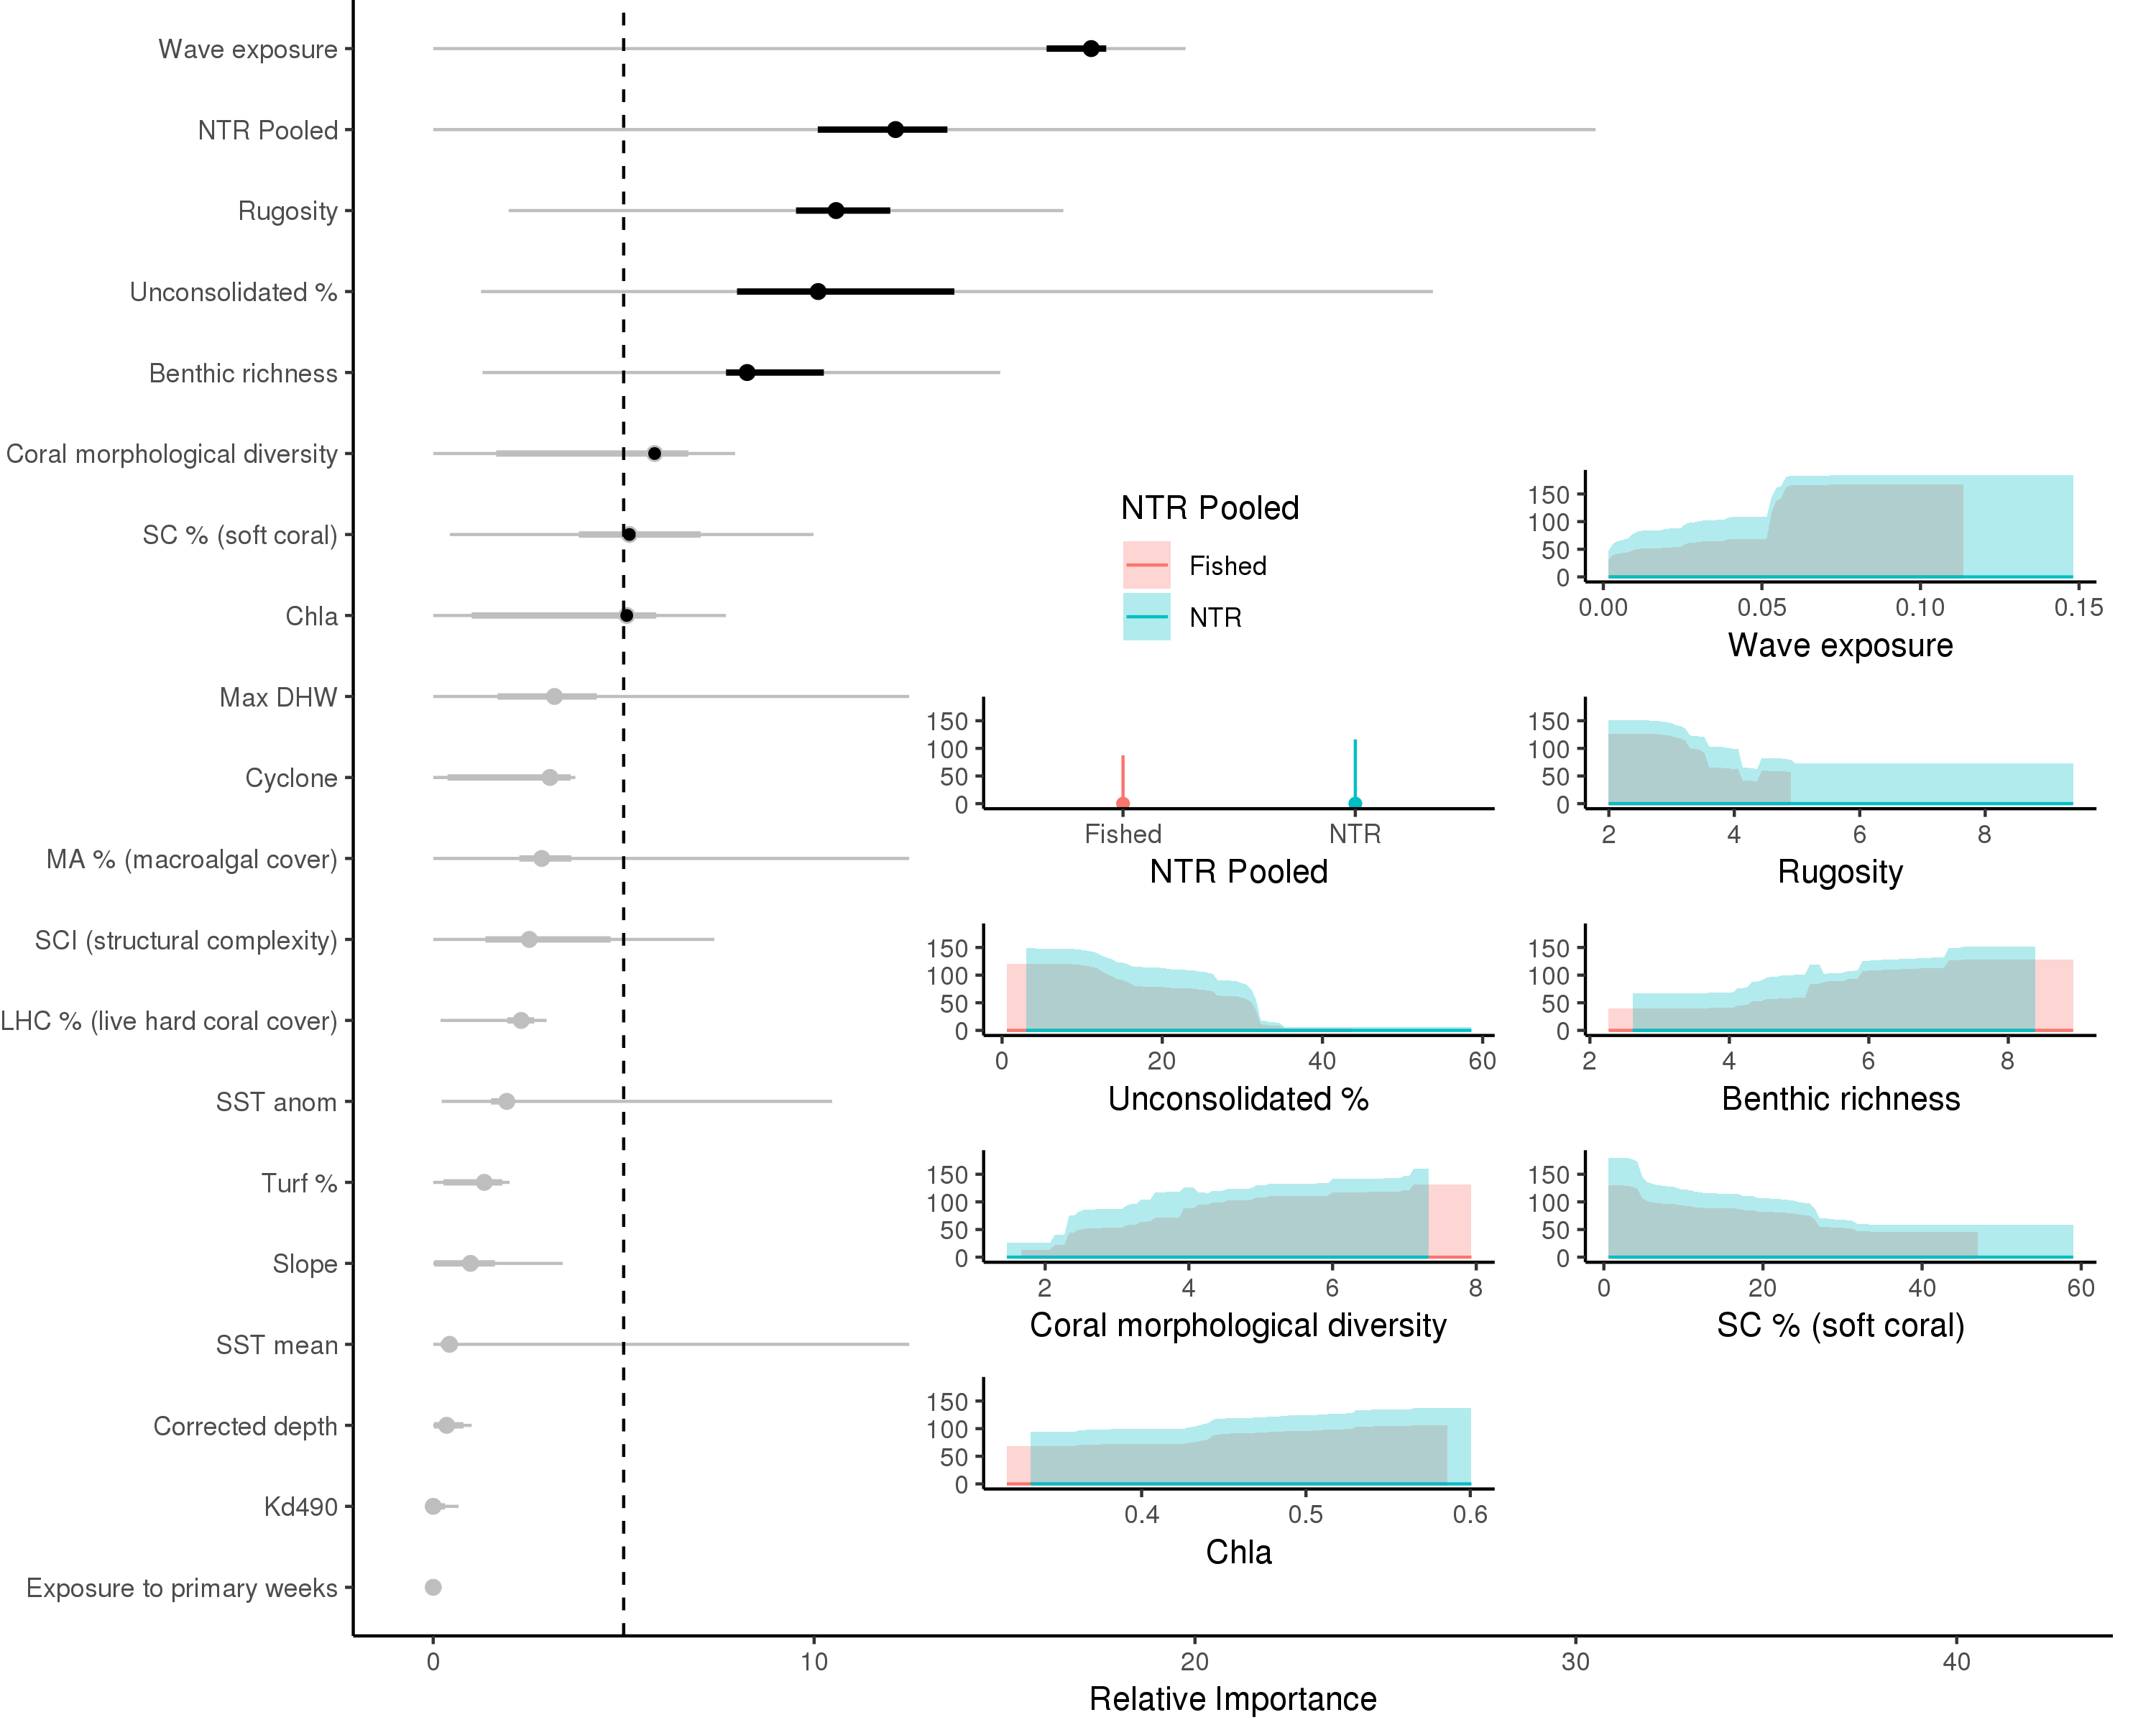 Wave exposure
NTR Pooled
Rugosity
Unconsolidated %
Benthic richness
Coral morphological diversity
SC % (soft coral)
Chla
Max DHW
Cyclone
MA % (macroalgal cover)
SCI (structural complexity)
LHC % (live hard coral cover)
SST anom
Turf %
Slope
SST mean
Corrected depth
Kd490
Exposure to primary weeks
0 10 20 30 40
Relative Importance
NTR Pooled
Fished
NTR
150
100
50
0
0.00 0.05 0.10 0.15
Wave exposure
150
100
50
0
Fished NTR
NTR Pooled
150
100
50
0
2 4 6 8
Rugosity
150
100
50
0
0 20 40 60
Unconsolidated %
150
100
50
0
2 4 6 8
Benthic richness
150
100
50
0
2 4 6 8
Coral morphological diversity
150
100
50
0
0 20 40 60
SC % (soft coral)
150
100
50
0
0.4 0.5 0.6
Chla